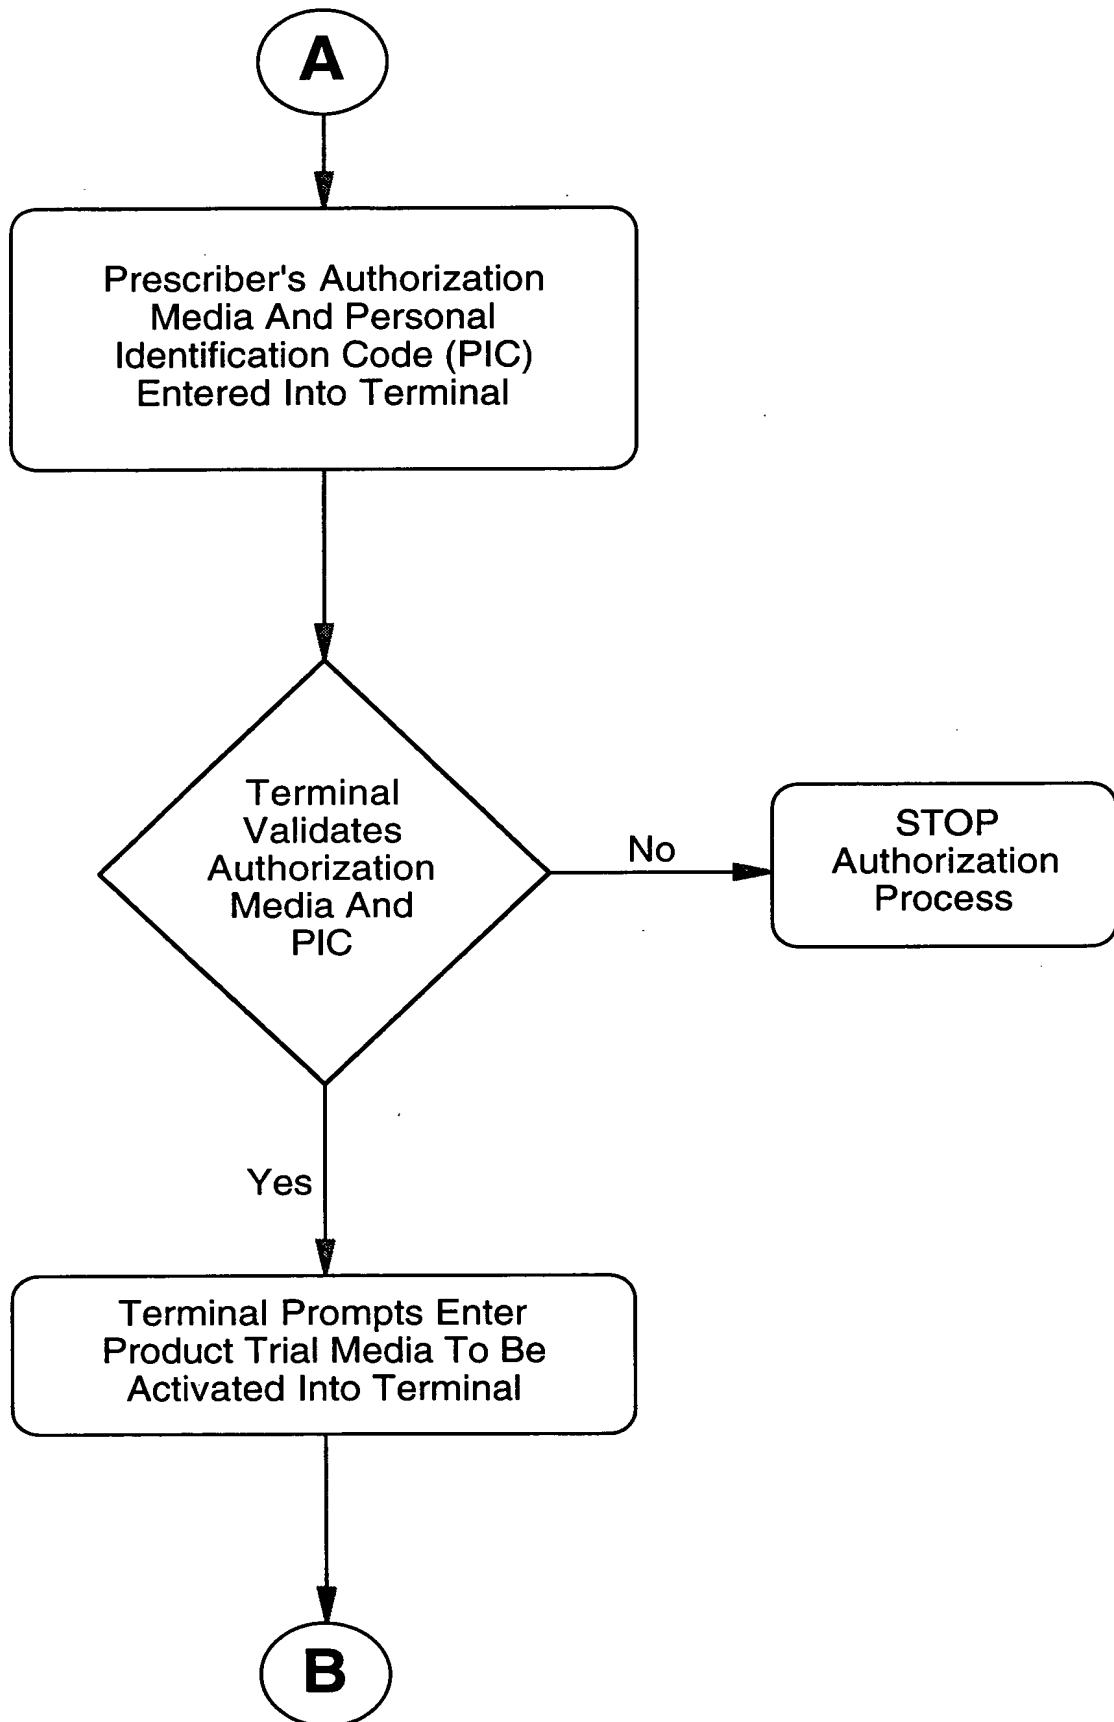 A
Prescriber's Authorization
Media And Personal
Identification Code (PIC)
Entered Into Terminal
Terminal
Validates
Authorization
Media And
PIC
No
STOP
Authorization
Process
Yes
Terminal Prompts Enter
Product Trial Media To Be
Activated Into Terminal
B